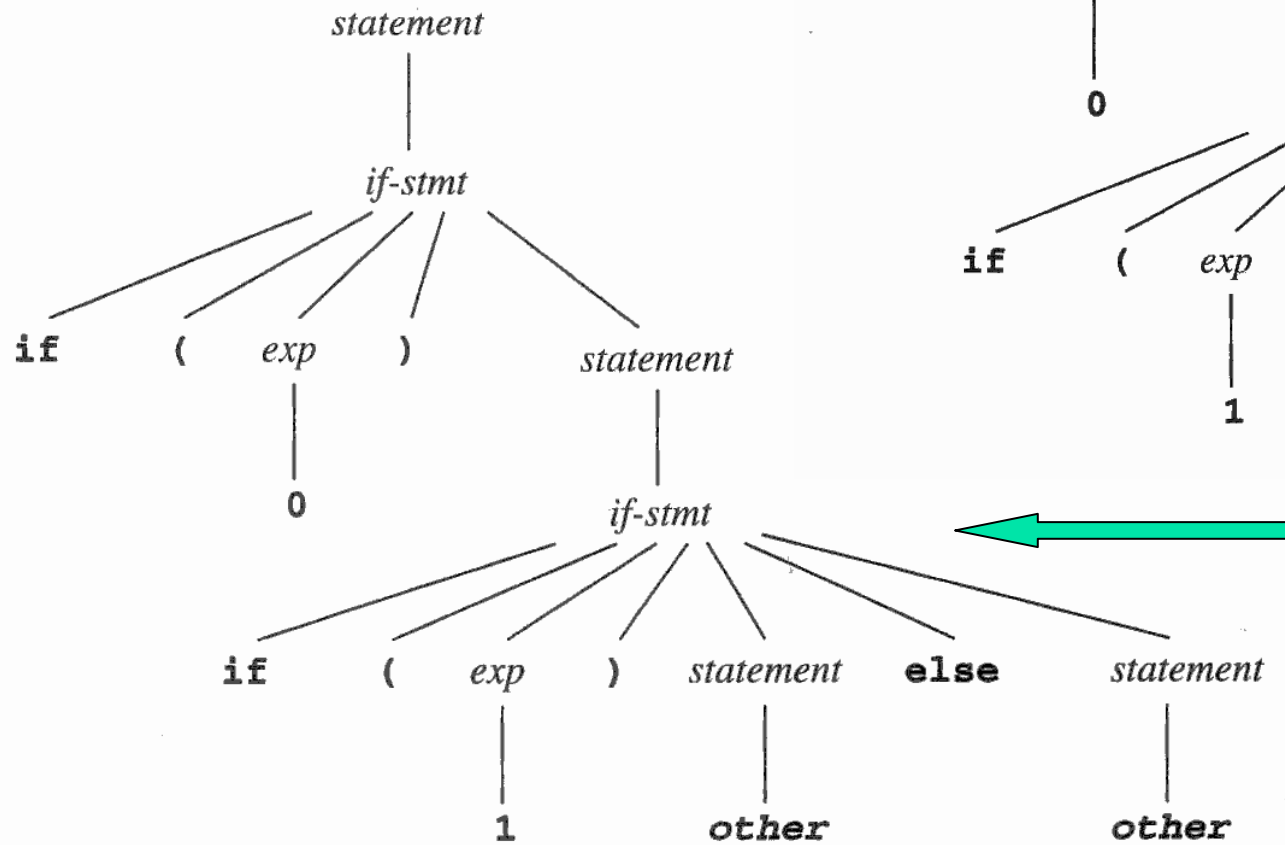 statement
0
if-stmt
if ( exp
if ( exp ) statement
1
0
if-stmt
if ( exp ) statement else statement
1 other other